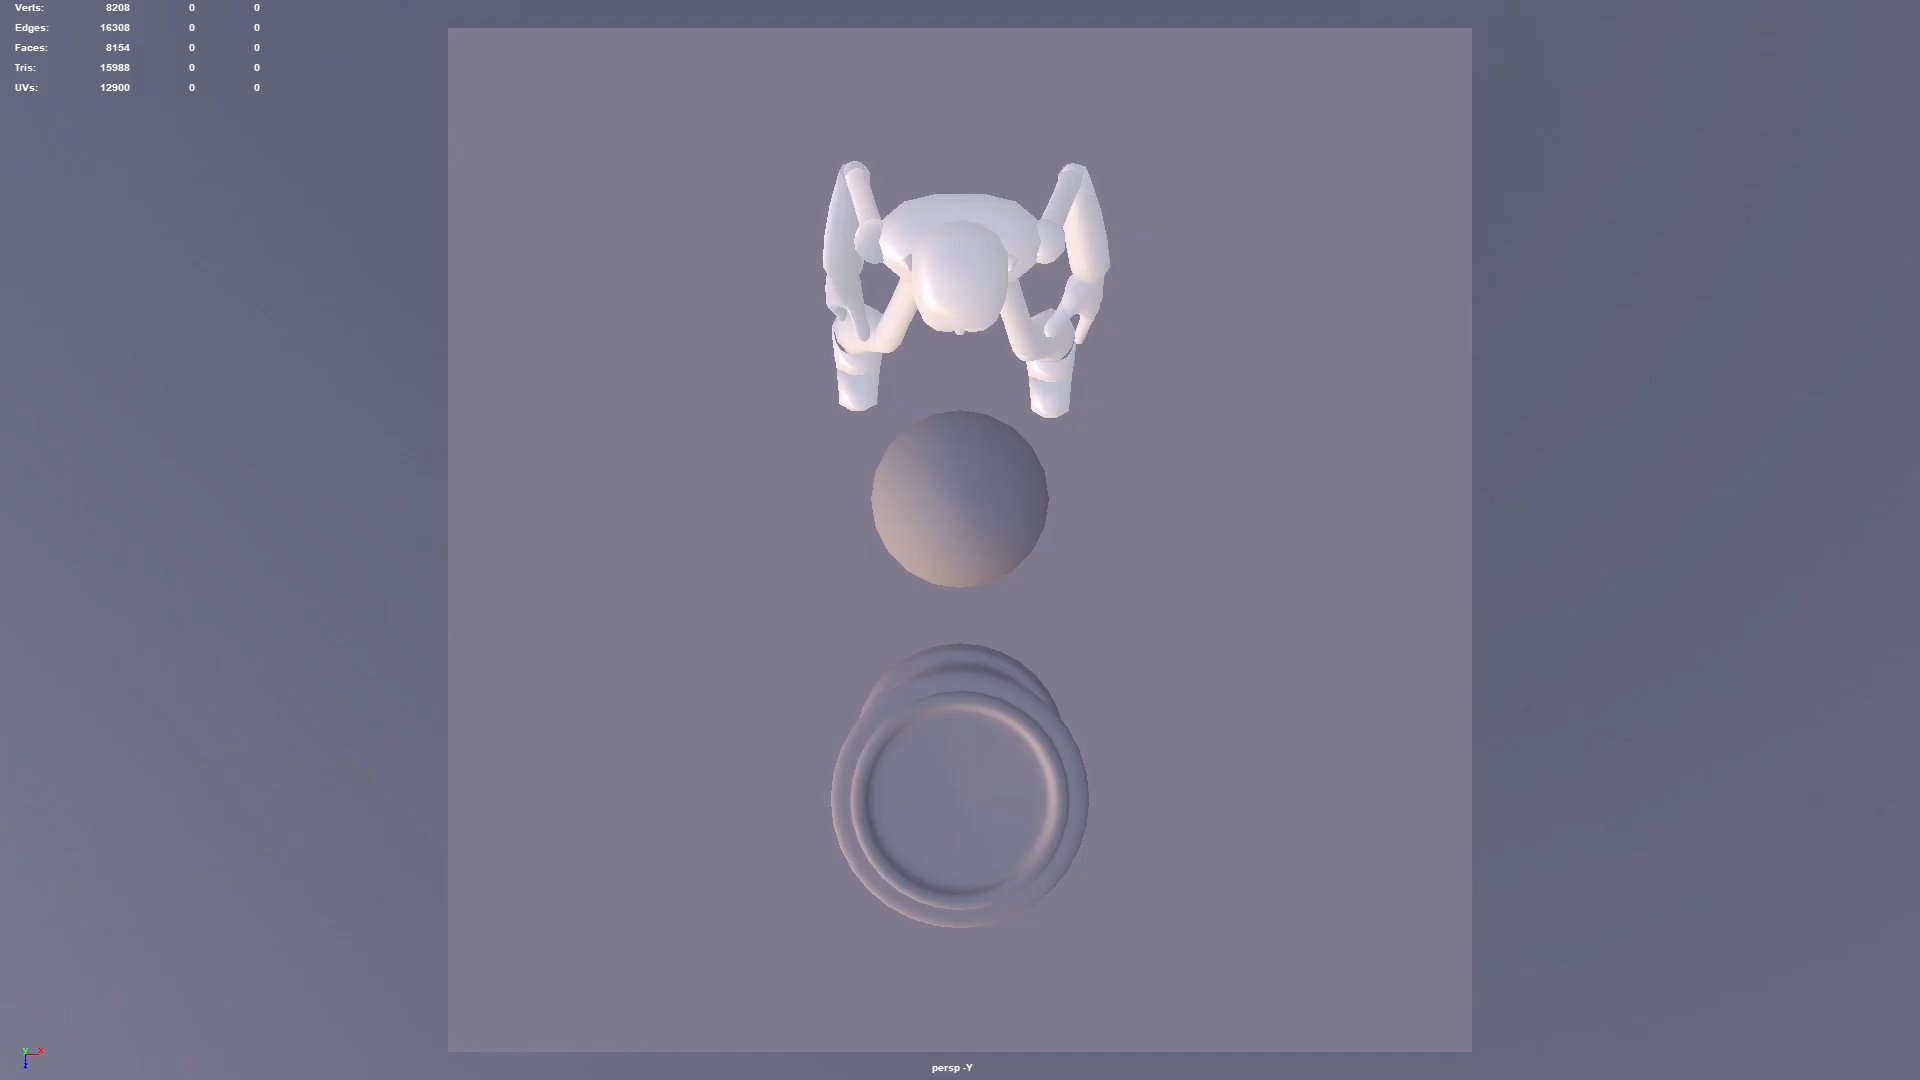 Verts: 8208 0 0
Edges: 16308 0 0
Faces: 8154 0 0
Tris: 15988 0 0
UVs: 12900 0 0
Y X
Z
persp -Y